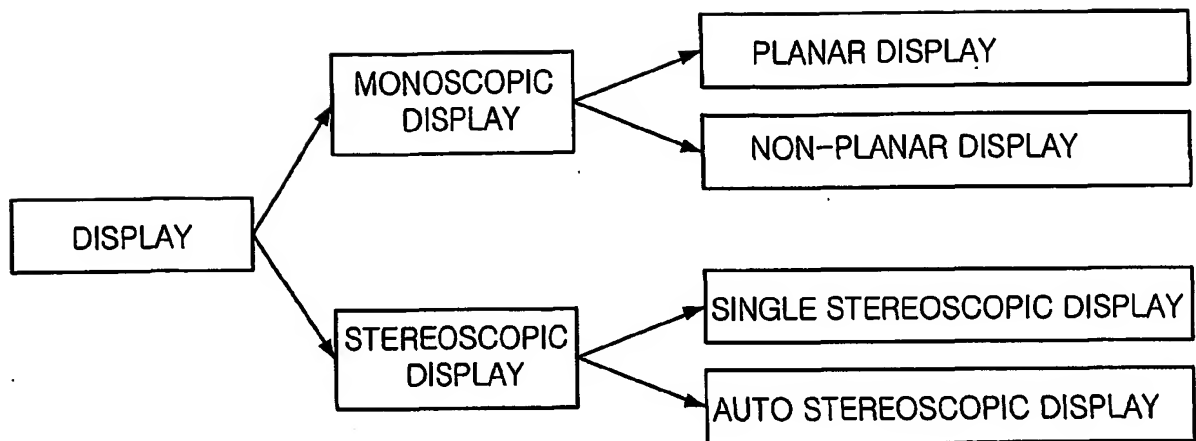 DISPLAY
MONOSCOPIC
DISPLAY
PLANAR DISPLAY
NON-PLANAR DISPLAY
STEREOSCOPIC
DISPLAY
SINGLE STEREOSCOPIC DISPLAY
AUTO STEREOSCOPIC DISPLAY